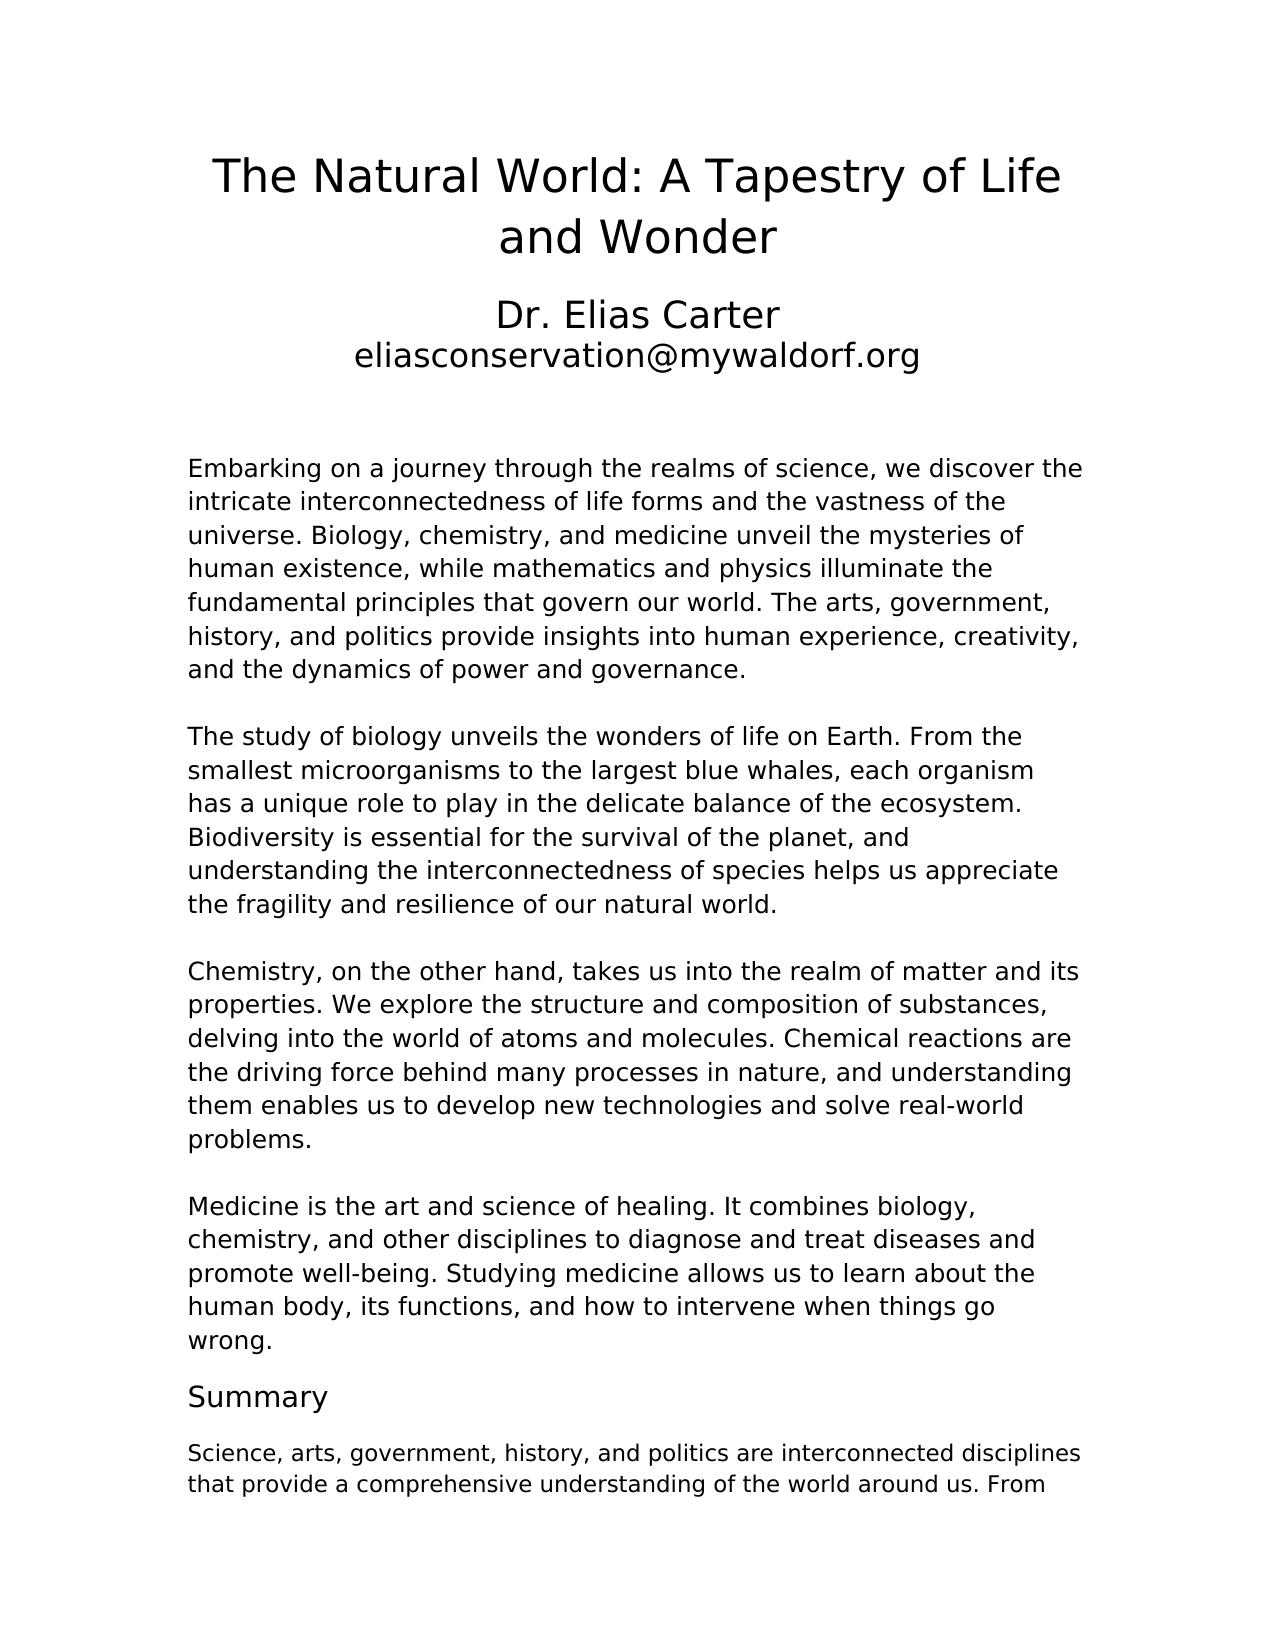 The Natural World: A Tapestry of Life
and Wonder
Dr. Elias Carter
eliasconservation@mywaldorf.org
Embarking on a journey through the realms of science, we discover the
intricate interconnectedness of life forms and the vastness of the
universe. Biology, chemistry, and medicine unveil the mysteries of
human existence, while mathematics and physics illuminate the
fundamental principles that govern our world. The arts, government,
history, and politics provide insights into human experience, creativity,
and the dynamics of power and governance.
The study of biology unveils the wonders of life on Earth. From the
smallest microorganisms to the largest blue whales, each organism
has a unique role to play in the delicate balance of the ecosystem.
Biodiversity is essential for the survival of the planet, and
understanding the interconnectedness of species helps us appreciate
the fragility and resilience of our natural world.
Chemistry, on the other hand, takes us into the realm of matter and its
properties. We explore the structure and composition of substances,
delving into the world of atoms and molecules. Chemical reactions are
the driving force behind many processes in nature, and understanding
them enables us to develop new technologies and solve real-world
problems.
Medicine is the art and science of healing. It combines biology,
chemistry, and other disciplines to diagnose and treat diseases and
promote well-being. Studying medicine allows us to learn about the
human body, its functions, and how to intervene when things go
wrong.
Summary
Science, arts, government, history, and politics are interconnected disciplines
that provide a comprehensive understanding of the world around us. From